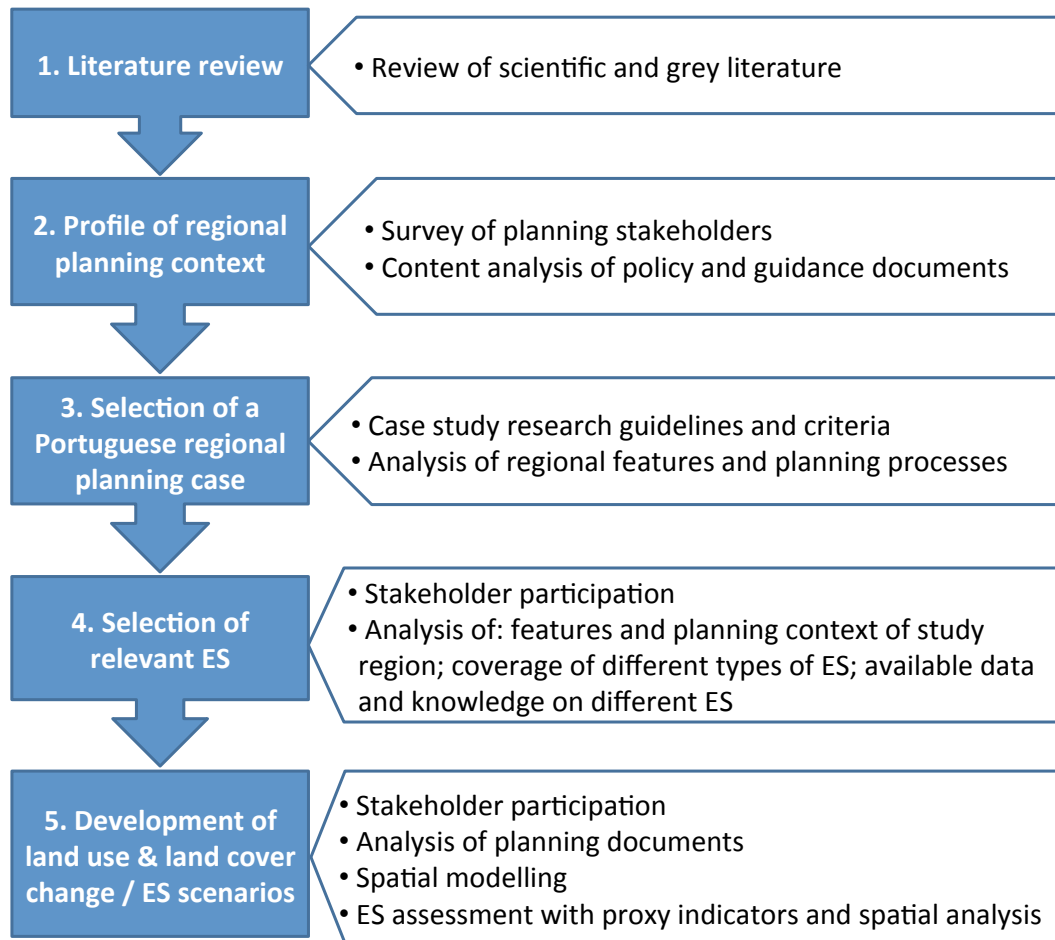 1. Literature review
• Review of scientific and grey literature
2. Profile of regional
planning context
• Survey of planning stakeholders
• Content analysis of policy and guidance documents
3. Selection of a
Portuguese regional
planning case
• Case study research guidelines and criteria
• Analysis of regional features and planning processes
4. Selection of
relevant ES
• Stakeholder participation
• Analysis of: features and planning context of study
region; coverage of different types of ES; available data
and knowledge on different ES
5. Development of
land use & land cover
change / ES scenarios
• Stakeholder participation
• Analysis of planning documents
• Spatial modelling
• ES assessment with proxy indicators and spatial analysis